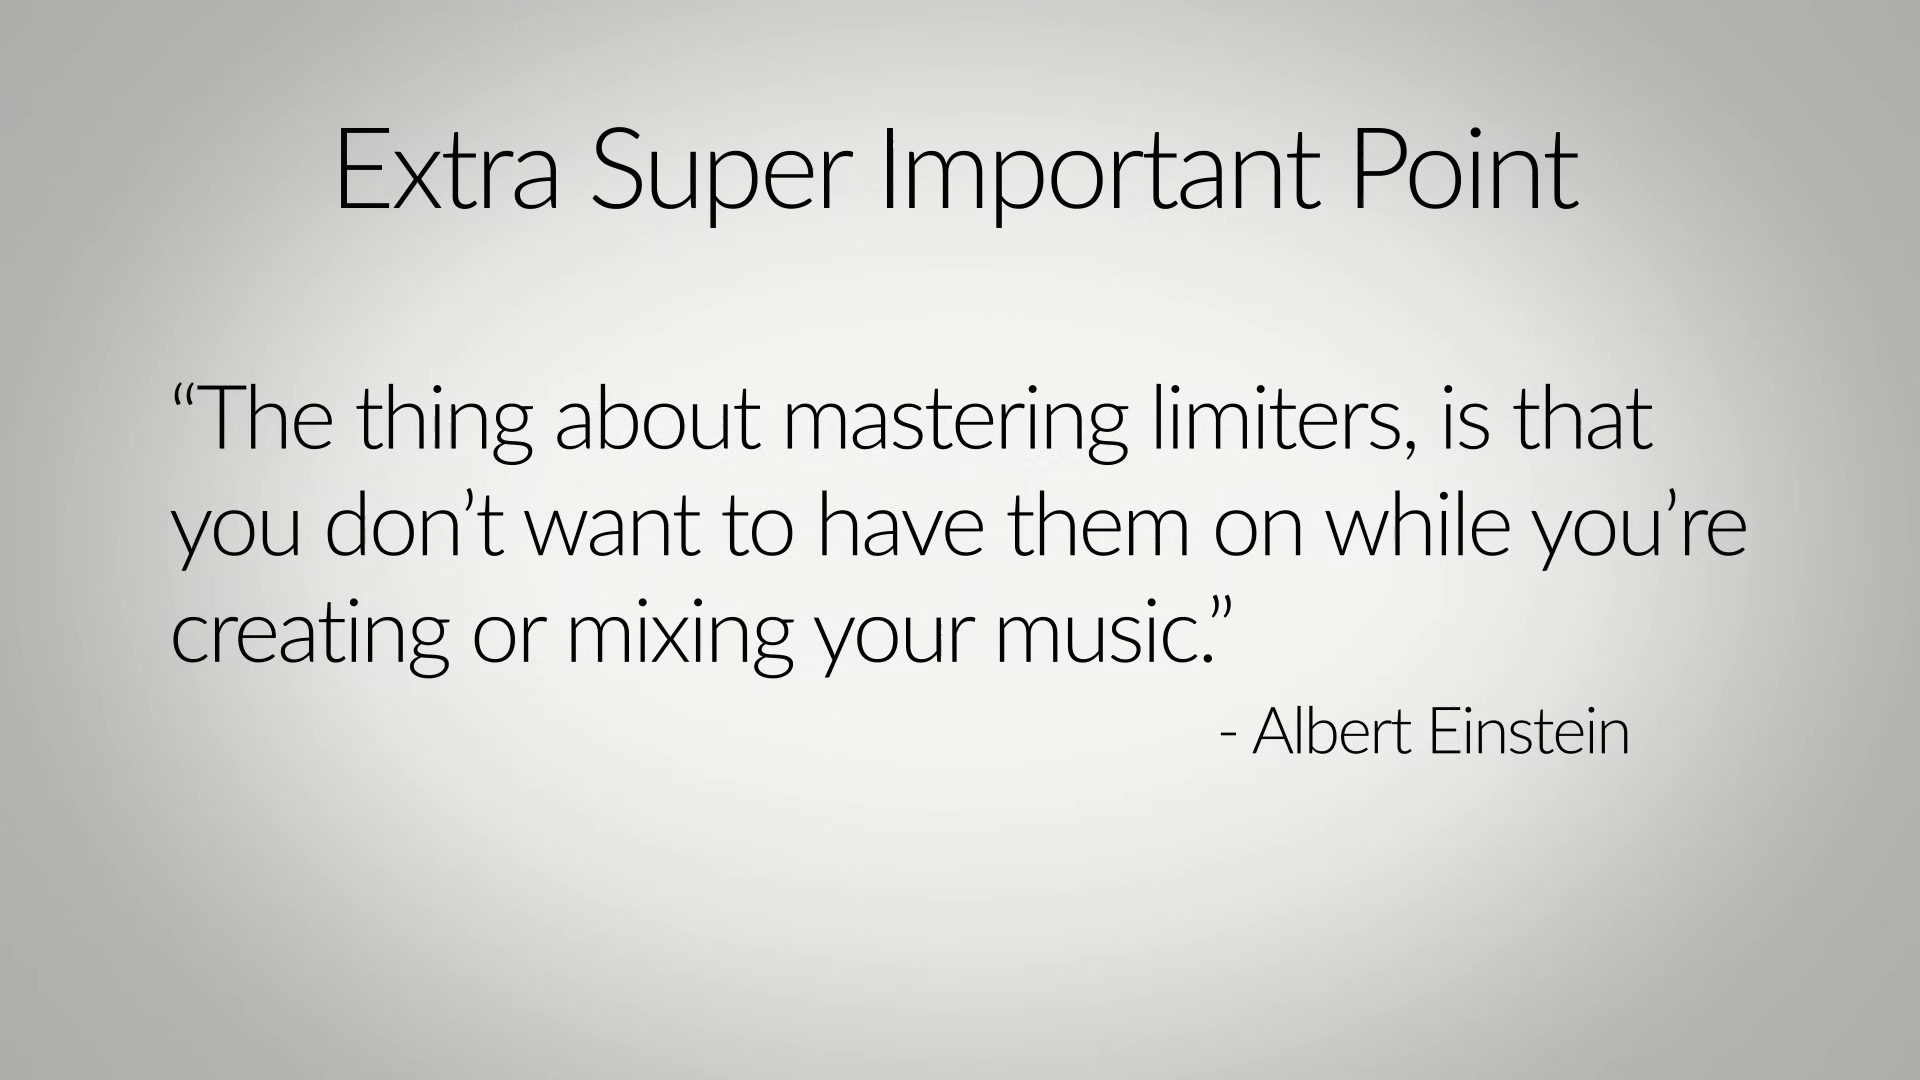 Extra Super Important Point
“The thing about mastering limiters, is that
you don’t want to have them on while you’re
creating or mixing your music.”
- Albert Einstein